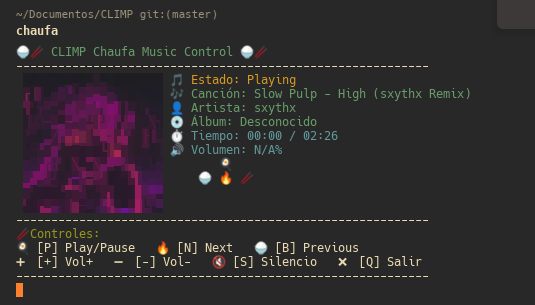 ~/Documentos/CLIMP git:(master)
chaufa
🍚🥢 CLIMP Chaufa Music Control 🍚🥢
----------------------------------------------------------
🎵 Estado: Playing
🎶 Canción: Slow Pulp - High (sxythx Remix)
👤 Artista: sxythx
💿 Álbum: Desconocido
⏱️ Tiempo: 00:00 / 02:26
🔊 Volumen: N/A%
🍳
🍚 🔥 🥢
----------------------------------------------------------
🥢Controles:
🍳 [P] Play/Pause 🔥 [N] Next 🍚 [B] Previous
➕ [+] Vol+ ➖ [-] Vol- 🔇 [S] Silencio ❌ [Q] Salir
----------------------------------------------------------